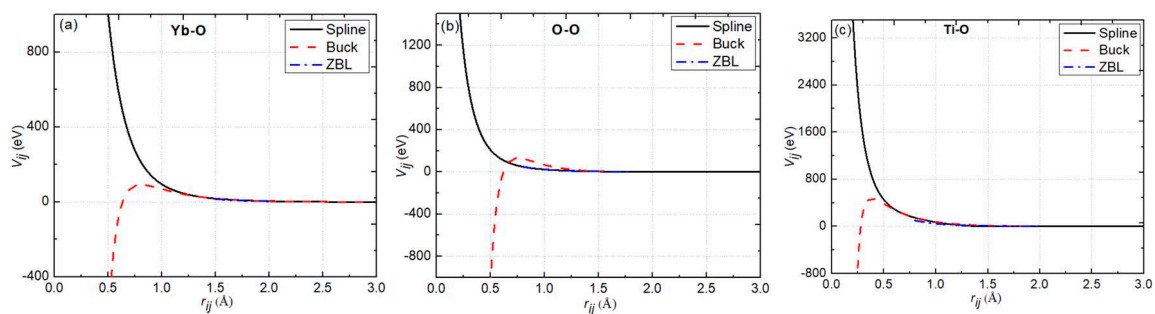 (a)
Yb-O
Spline
Buck
ZBL
800
400
0
-400
V_ij (eV)
0.0 0.5 1.0 1.5 2.0 2.5 3.0
r_ij (Å)
(b)
O-O
Spline
Buck
ZBL
1200
800
400
0
-400
-800
V_ij (eV)
0.0 0.5 1.0 1.5 2.0 2.5 3.0
r_ij (Å)
(c)
Ti-O
Spline
Buck
ZBL
3200
2400
1600
800
0
-800
V_ij (eV)
0.0 0.5 1.0 1.5 2.0 2.5 3.0
r_ij (Å)